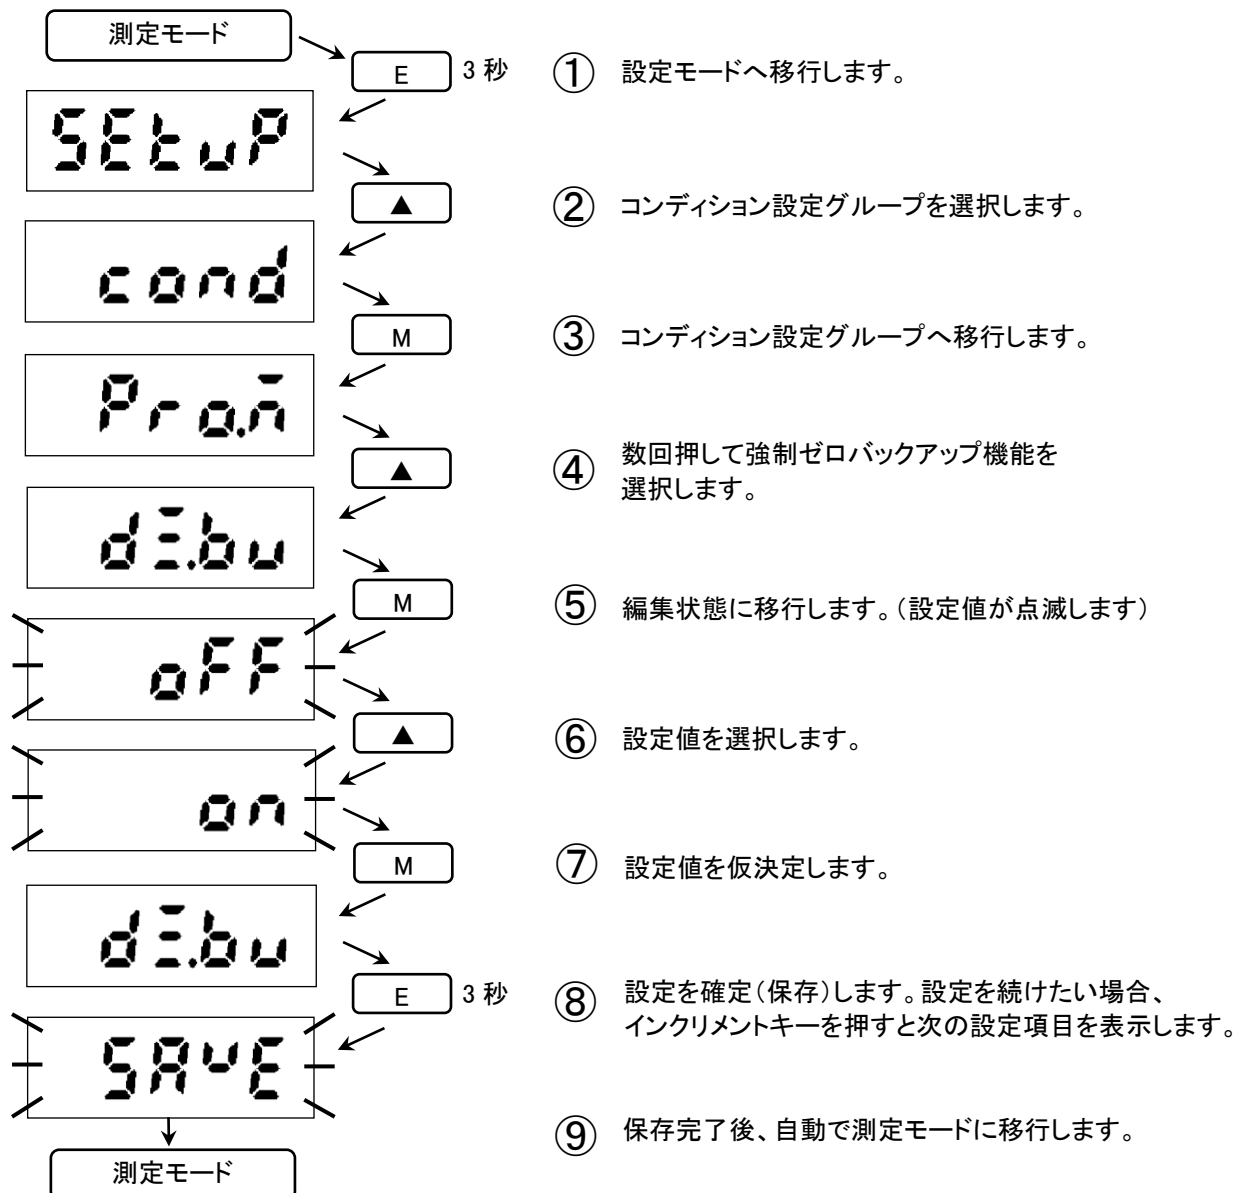 測定モード
E 3 秒 ① 設定モードへ移行します。
SEtuP
▲ ② コンディション設定グループを選択します。
cond
M ③ コンディション設定グループへ移行します。
Pro.
▲ ④ 数回押して強制ゼロバックアップ機能を
選択します。
M ⑤ 編集状態に移行します。（設定値が点滅します）
oFF
▲ ⑥ 設定値を選択します。
on
M ⑦ 設定値を仮決定します。
E 3 秒 ⑧ 設定を確定（保存）します。設定を続けたい場合、
インクリメントキーを押すと次の設定項目を表示します。
SAvE
⑨ 保存完了後、自動で測定モードに移行します。
測定モード